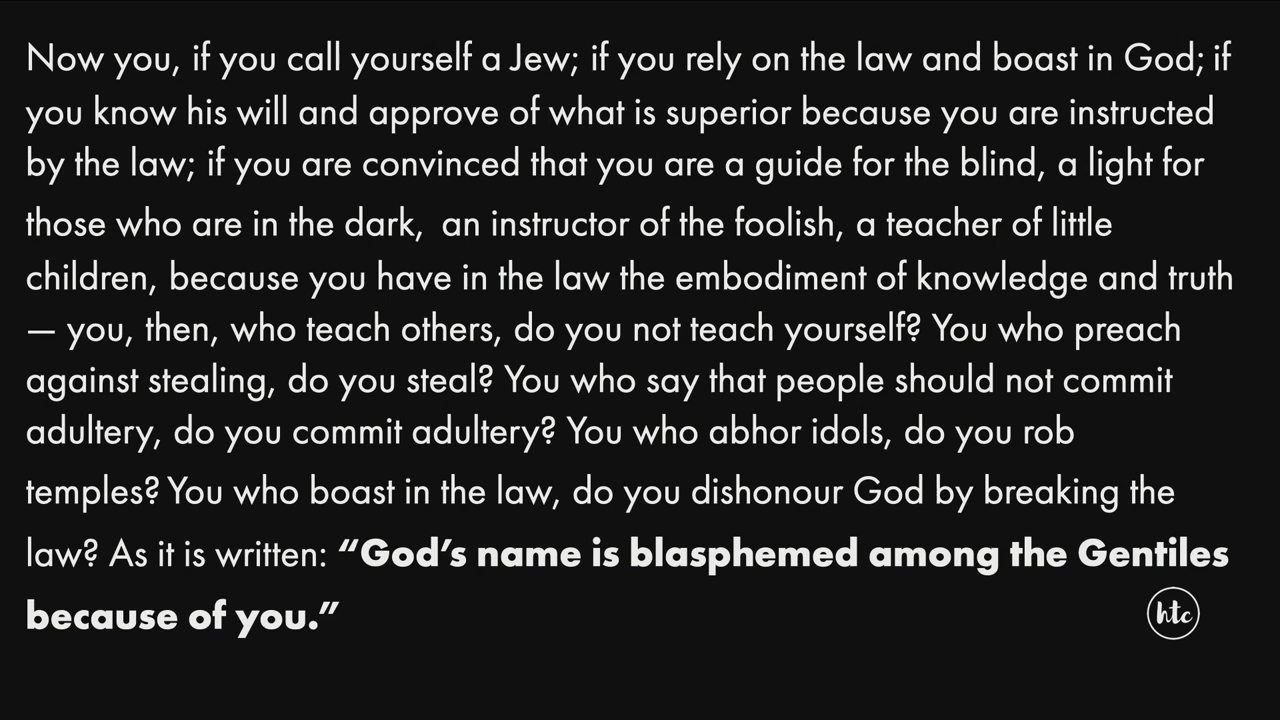 Now you, if you call yourself a Jew; if you rely on the law and boast in God; if
you know his will and approve of what is superior because you are instructed
by the law; if you are convinced that you are a guide for the blind, a light for
those who are in the dark,  an instructor of the foolish, a teacher of little
children, because you have in the law the embodiment of knowledge and truth
— you, then, who teach others, do you not teach yourself? You who preach
against stealing, do you steal? You who say that people should not commit
adultery, do you commit adultery? You who abhor idols, do you rob
temples? You who boast in the law, do you dishonour God by breaking the
law? As it is written: “God’s name is blasphemed among the Gentiles
because of you.”
htc